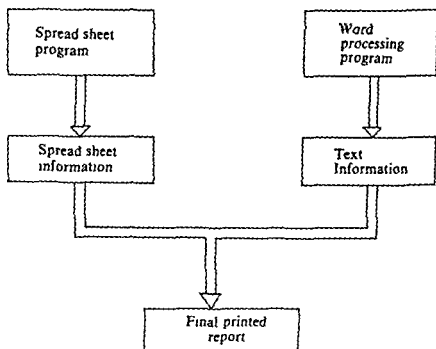 Spread sheet
program
Word
processing
program
Spread sheet
information
Text
Information
Final printed
report